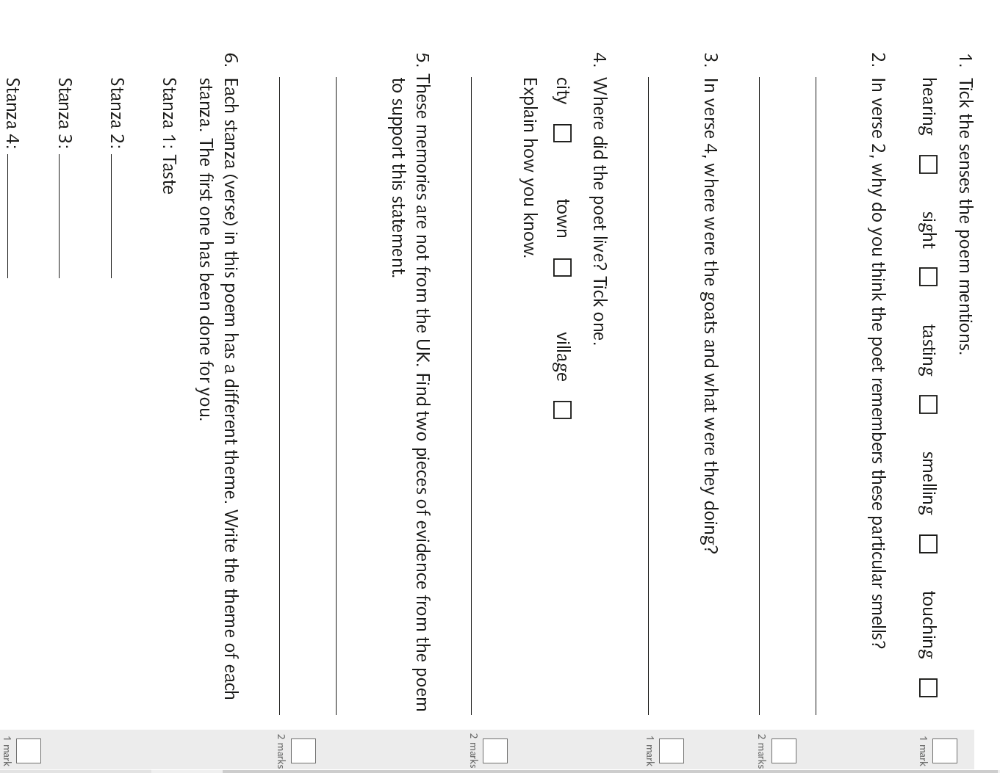 1. Tick the senses the poem mentions.
hearing sight tasting smelling touching
1 mark
2. In verse 2, why do you think the poet remembers these particular smells?
2 marks
3. In verse 4, where were the goats and what were they doing?
1 mark
4. Where did the poet live? Tick one.
city town village
Explain how you know.
2 marks
5. These memories are not from the UK. Find two pieces of evidence from the poem
to support this statement.
2 marks
6. Each stanza (verse) in this poem has a different theme. Write the theme of each
stanza. The first one has been done for you.
Stanza 1: Taste
Stanza 2:
Stanza 3:
Stanza 4:
1 mark